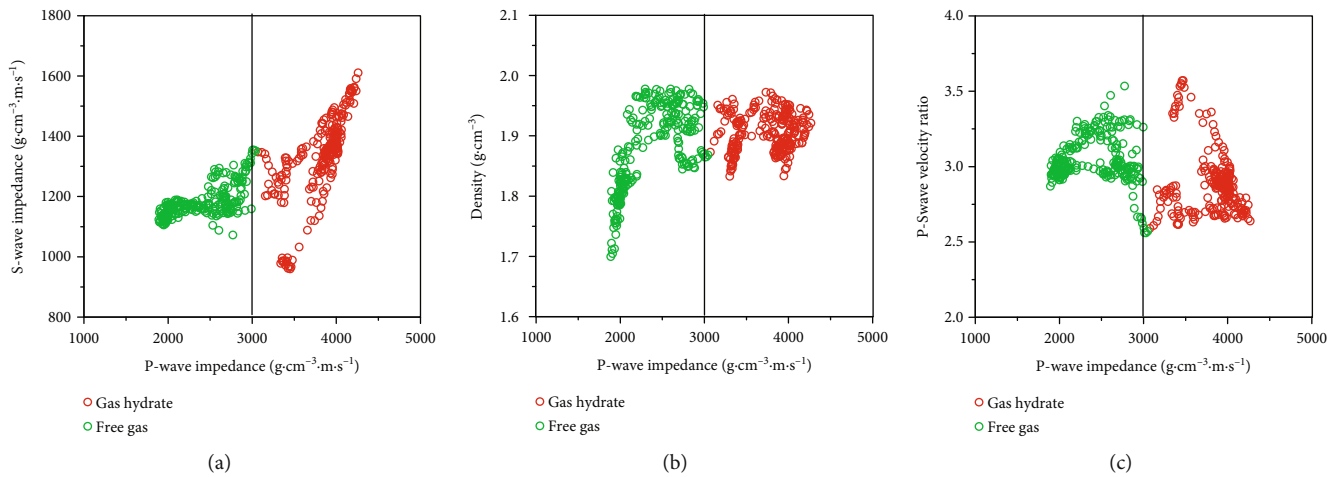 1800
1600
1400
1200
1000
800
S-wave impedance (g·cm⁻³·m·s⁻¹)
1000 2000 3000 4000 5000
P-wave impedance (g·cm⁻³·m·s⁻¹)
Gas hydrate
Free gas
(a)
2.1
2.0
1.9
1.8
1.7
1.6
Density (g·cm⁻³)
1000 2000 3000 4000 5000
P-wave impedance (g·cm⁻³·m·s⁻¹)
Gas hydrate
Free gas
(b)
4.0
3.5
3.0
2.5
2.0
P-Swave velocity ratio
1000 2000 3000 4000 5000
P-wave impedance (g·cm⁻³·m·s⁻¹)
Gas hydrate
Free gas
(c)